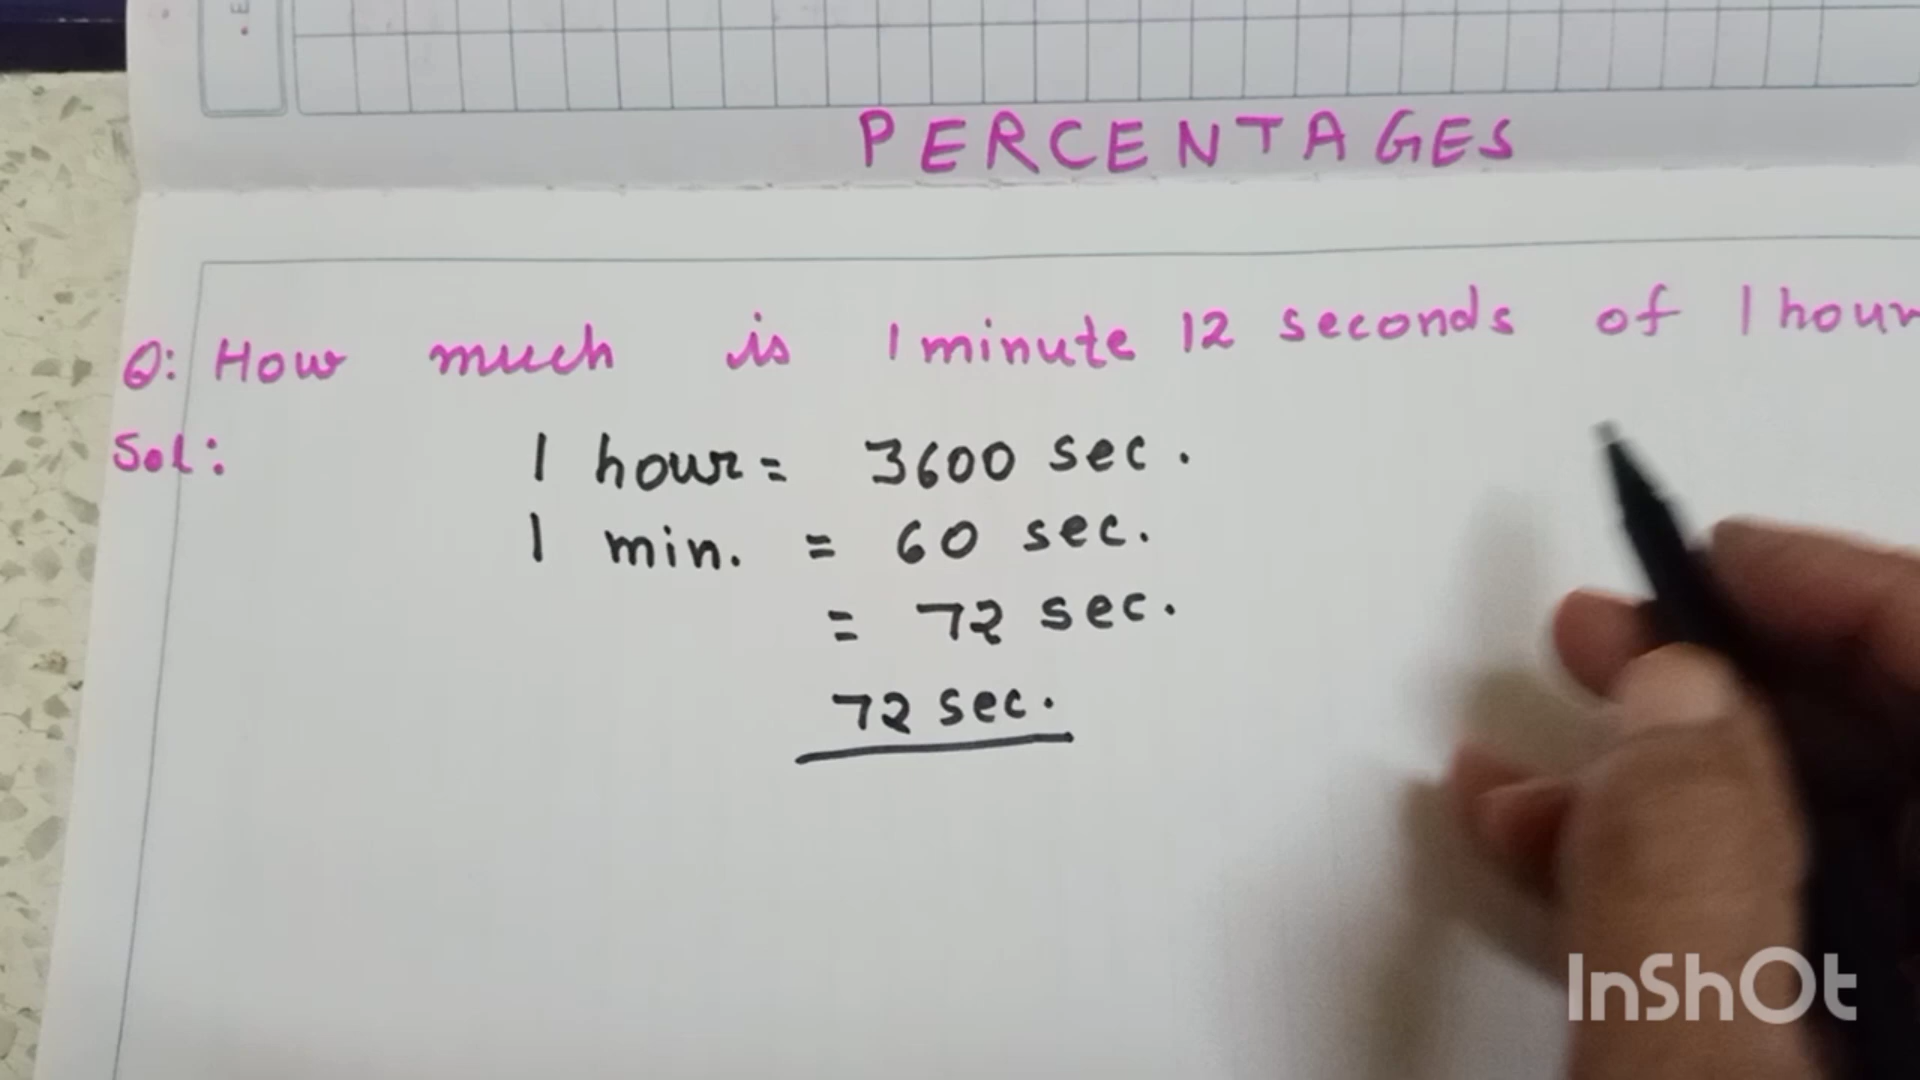 PERCENTAGES
Q: How much is 1 minute 12 seconds of 1 hour
Sol:
1 hour = 3600 sec.
1 min. = 60 sec.
= 72 sec.
72 sec.
InShOt